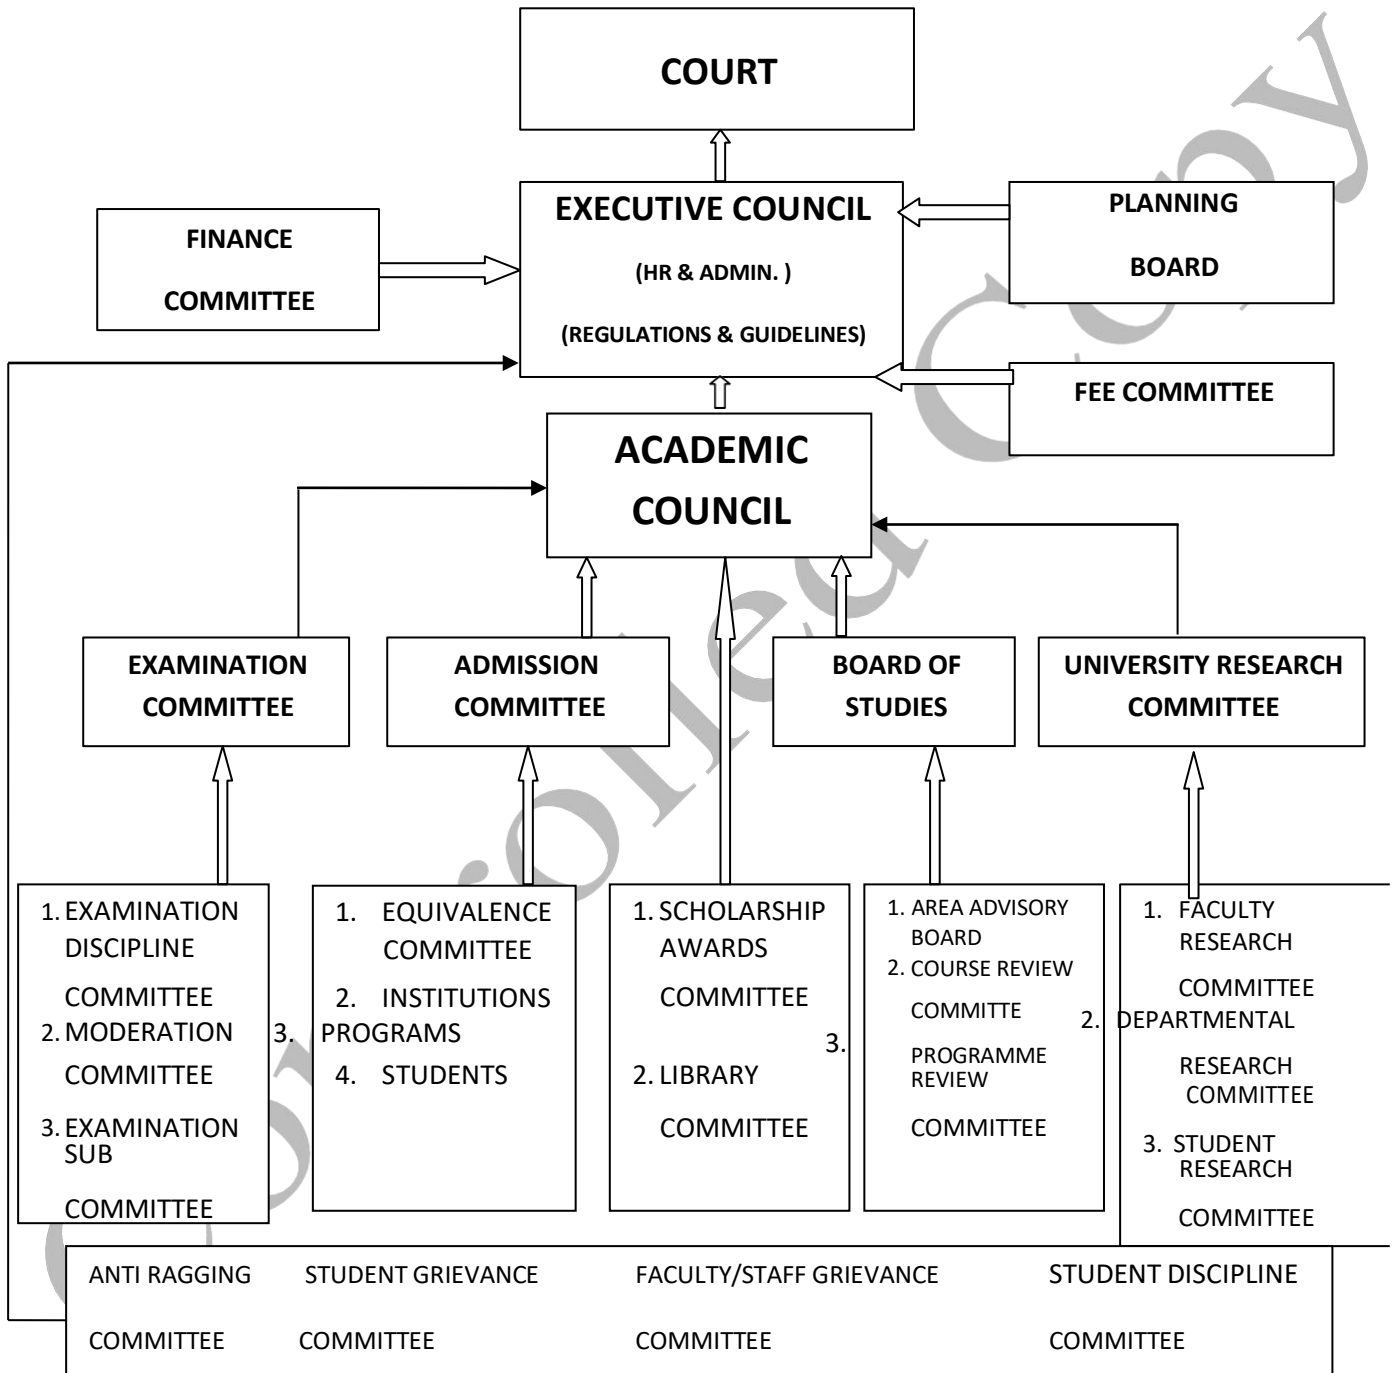 COURT
EXECUTIVE COUNCIL
(HR & ADMIN. )
(REGULATIONS & GUIDELINES)
FINANCE
COMMITTEE
PLANNING
BOARD
FEE COMMITTEE
ACADEMIC
COUNCIL
EXAMINATION
COMMITTEE
ADMISSION
COMMITTEE
BOARD OF
STUDIES
UNIVERSITY RESEARCH
COMMITTEE
1. EXAMINATION
DISCIPLINE
COMMITTEE
2. MODERATION
COMMITTEE
3. EXAMINATION
SUB
COMMITTEE
1. EQUIVALENCE
COMMITTEE
2. INSTITUTIONS
3. PROGRAMS
4. STUDENTS
1. SCHOLARSHIP
AWARDS
COMMITTEE
2. LIBRARY
COMMITTEE
1. AREA ADVISORY
BOARD
2. COURSE REVIEW
COMMITTE
3.
PROGRAMME
REVIEW
COMMITTEE
1. FACULTY
RESEARCH
COMMITTEE
2. DEPARTMENTAL
RESEARCH
COMMITTEE
3. STUDENT
RESEARCH
COMMITTEE
ANTI RAGGING
COMMITTEE
STUDENT GRIEVANCE
COMMITTEE
FACULTY/STAFF GRIEVANCE
COMMITTEE
STUDENT DISCIPLINE
COMMITTEE
Copy